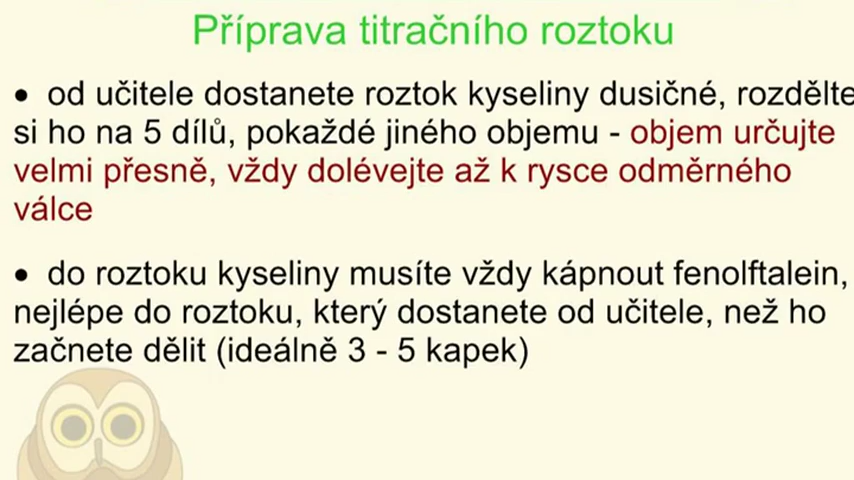 Příprava titračního roztoku
• od učitele dostanete roztok kyseliny dusičné, rozdělte
si ho na 5 dílů, pokaždé jiného objemu - objem určujte
velmi přesně, vždy dolévejte až k rysce odměrného
válce
• do roztoku kyseliny musíte vždy kápnout fenolftalein,
nejlépe do roztoku, který dostanete od učitele, než ho
začnete dělit (ideálně 3 - 5 kapek)